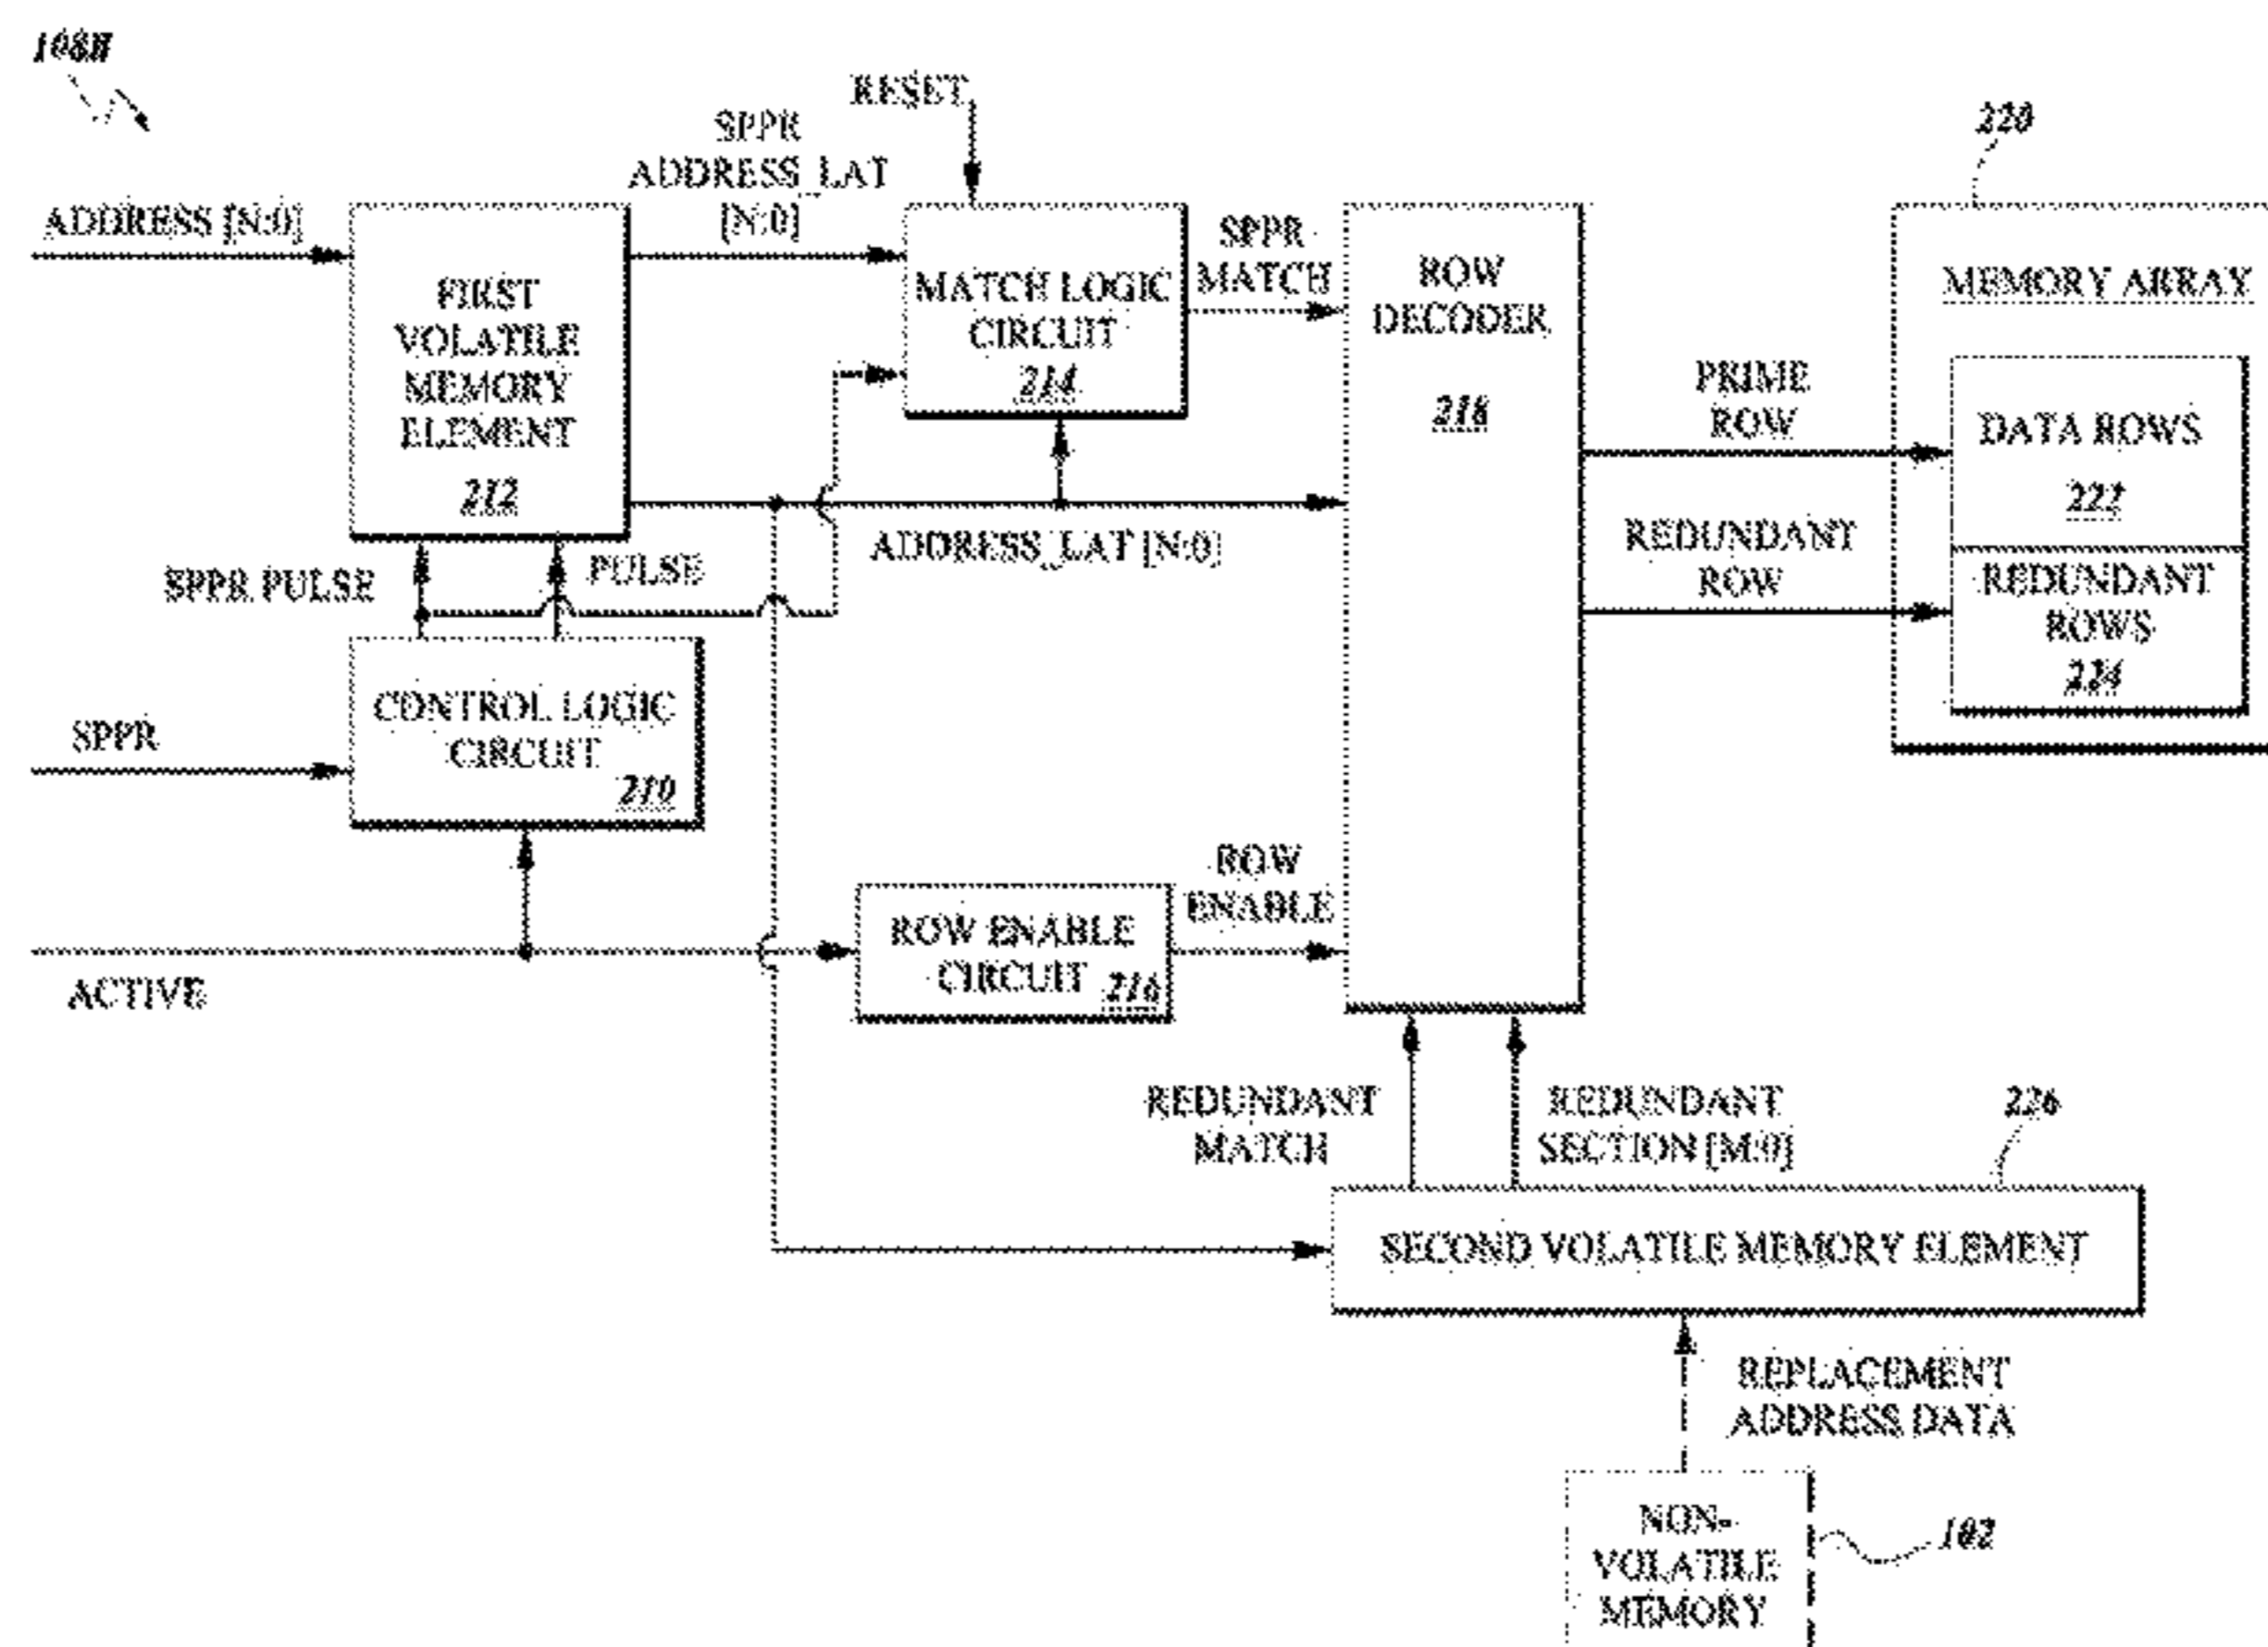 108H
RESET
220
SPPR
ADDRESS_LAT
[N:0]
ADDRESS [N:0]
FIRST
VOLATILE
MEMORY
ELEMENT
212
MATCH LOGIC
CIRCUIT
214
SPPR
MATCH
ROW
DECODER
218
MEMORY ARRAY
PRIME
ROW
DATA ROWS
222
REDUNDANT
ROW
REDUNDANT
ROWS
224
ADDRESS_LAT [N:0]
SPPR PULSE
PULSE
SPPR
CONTROL LOGIC
CIRCUIT
210
ACTIVE
ROW ENABLE
CIRCUIT
216
ROW
ENABLE
REDUNDANT
MATCH
REDUNDANT
SECTION [M:0]
226
SECOND VOLATILE MEMORY ELEMENT
REPLACEMENT
ADDRESS DATA
NON-
VOLATILE
MEMORY
102